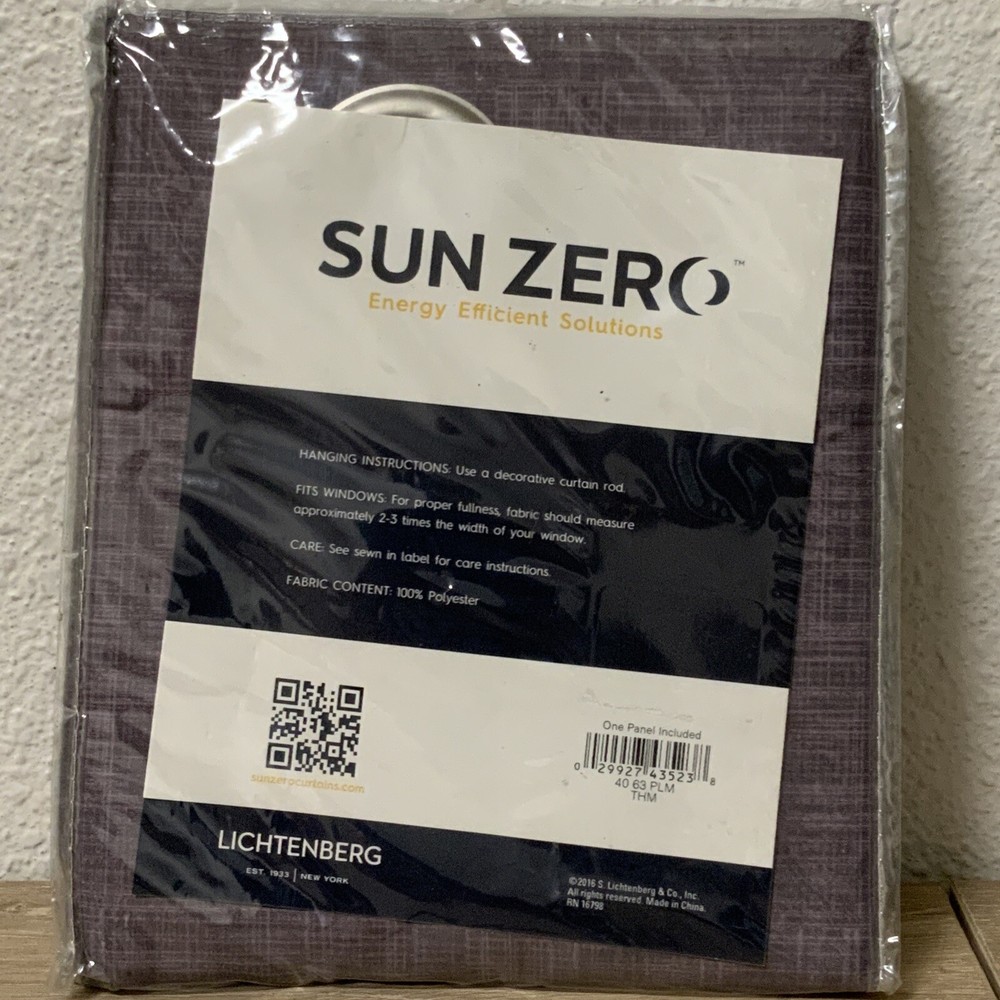 SUN ZERO™
Energy Efficient Solutions
HANGING INSTRUCTIONS: Use a decorative curtain rod.
FITS WINDOWS: For proper fullness, fabric should measure
approximately 2-3 times the width of your window.
CARE: See sewn in label for care instructions.
FABRIC CONTENT: 100% Polyester
sunzerocurtains.com
One Panel Included
0 29927 43523 8
40 63 PLM
THM
LICHTENBERG
EST. 1933 | NEW YORK
©2016 S. Lichtenberg & Co., Inc.
All rights reserved. Made in China.
RN 16798